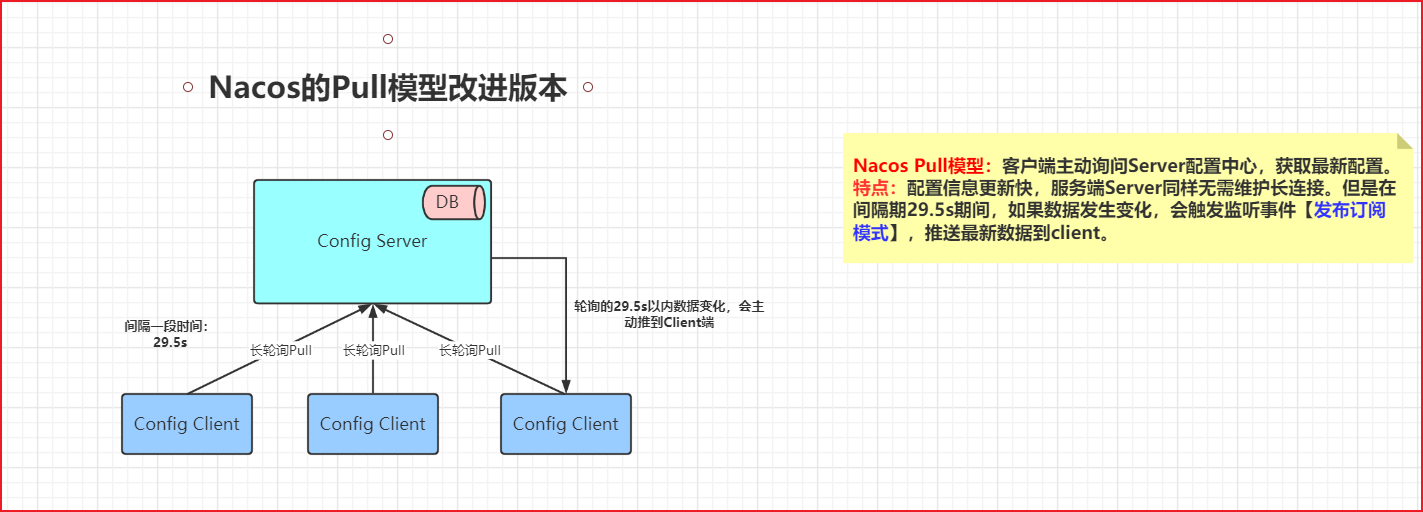 Nacos的Pull模型改进版本
DB
Config Server
Nacos Pull模型：客户端主动询问Server配置中心，获取最新配置。
特点：配置信息更新快，服务端Server同样无需维护长连接。但是在
间隔期29.5s期间，如果数据发生变化，会触发监听事件【发布订阅
模式】，推送最新数据到client。
间隔一段时间：
29.5s
轮询的29.5s以内数据变化，会主
动推到Client端
长轮询Pull
长轮询Pull
长轮询Pull
Config Client
Config Client
Config Client